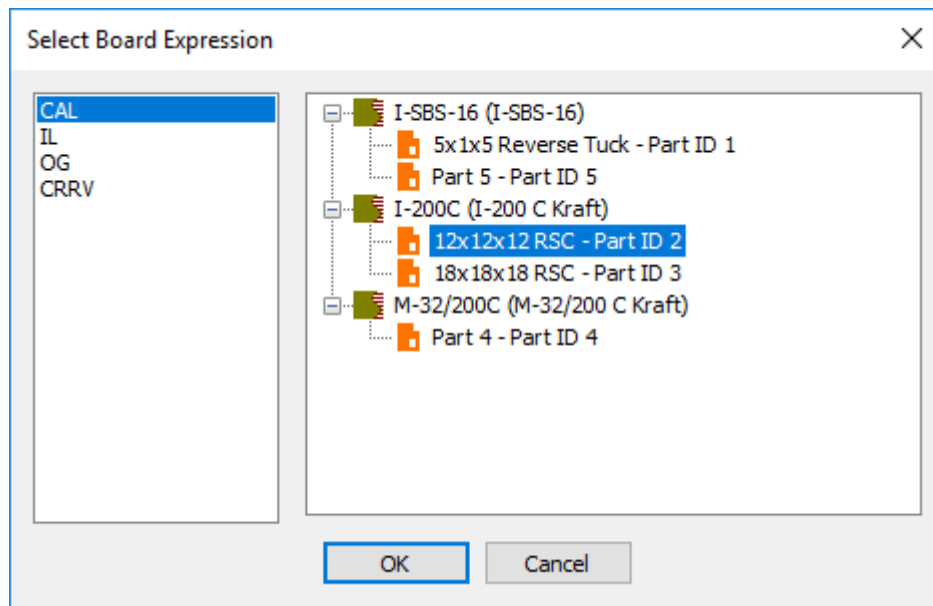 Select Board Expression
CAL
IL
OG
CRRV
I-SBS-16 (I-SBS-16)
5x1x5 Reverse Tuck - Part ID 1
Part 5 - Part ID 5
I-200C (I-200 C Kraft)
12x12x12 RSC - Part ID 2
18x18x18 RSC - Part ID 3
M-32/200C (M-32/200 C Kraft)
Part 4 - Part ID 4
OK
Cancel